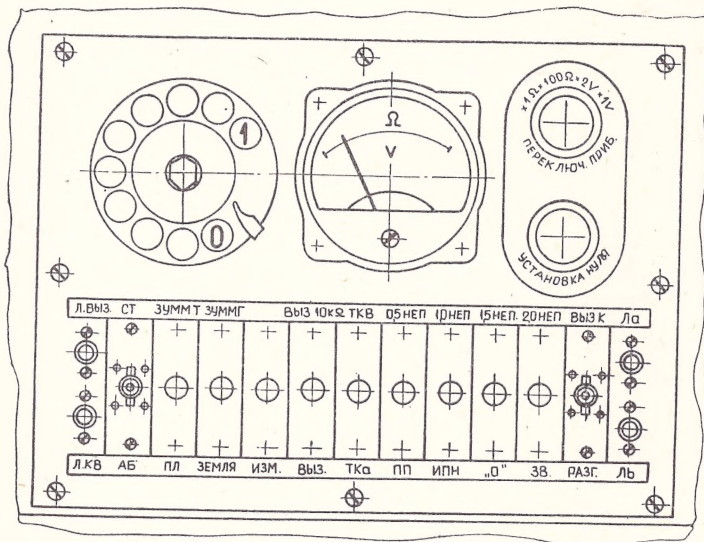 1
0
Ω
V
×1Ω×100Ω×2V×1V
ПЕРЕКЛЮЧ. ПРИБ.
УСТАНОВКА НУЛЯ
Л.ВЫЗ. СТ ЗУММТ ЗУММГ ВЫЗ 10кΩ ТКВ 0,5НЕП 1,0НЕП 1,5НЕП. 2,0НЕП ВЫЗ К Ла
Л.КВ АБ ПЛ ЗЕМЛЯ ИЗМ. ВЫЗ. ТКа ПП ИПН „0" ЗВ. РАЗГ. Лb